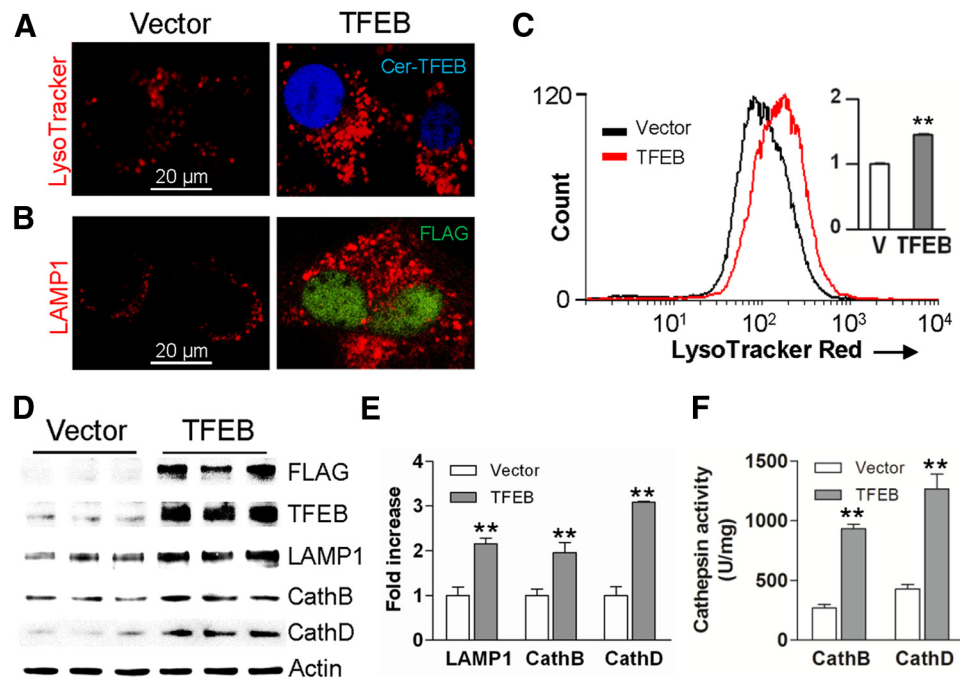 A
Vector
TFEB
LysoTracker
Cer-TFEB
20 µm
B
LAMP1
FLAG
20 µm
C
Count
120
0
Vector
TFEB
10¹
10²
10³
10⁴
LysoTracker Red
2
1
0
**
V
TFEB
D
Vector
TFEB
FLAG
TFEB
LAMP1
CathB
CathD
Actin
E
Fold increase
4
3
2
1
0
Vector
TFEB
**
**
**
LAMP1
CathB
CathD
F
Cathepsin activity
(U/mg)
1500
1000
500
0
Vector
TFEB
**
**
CathB
CathD